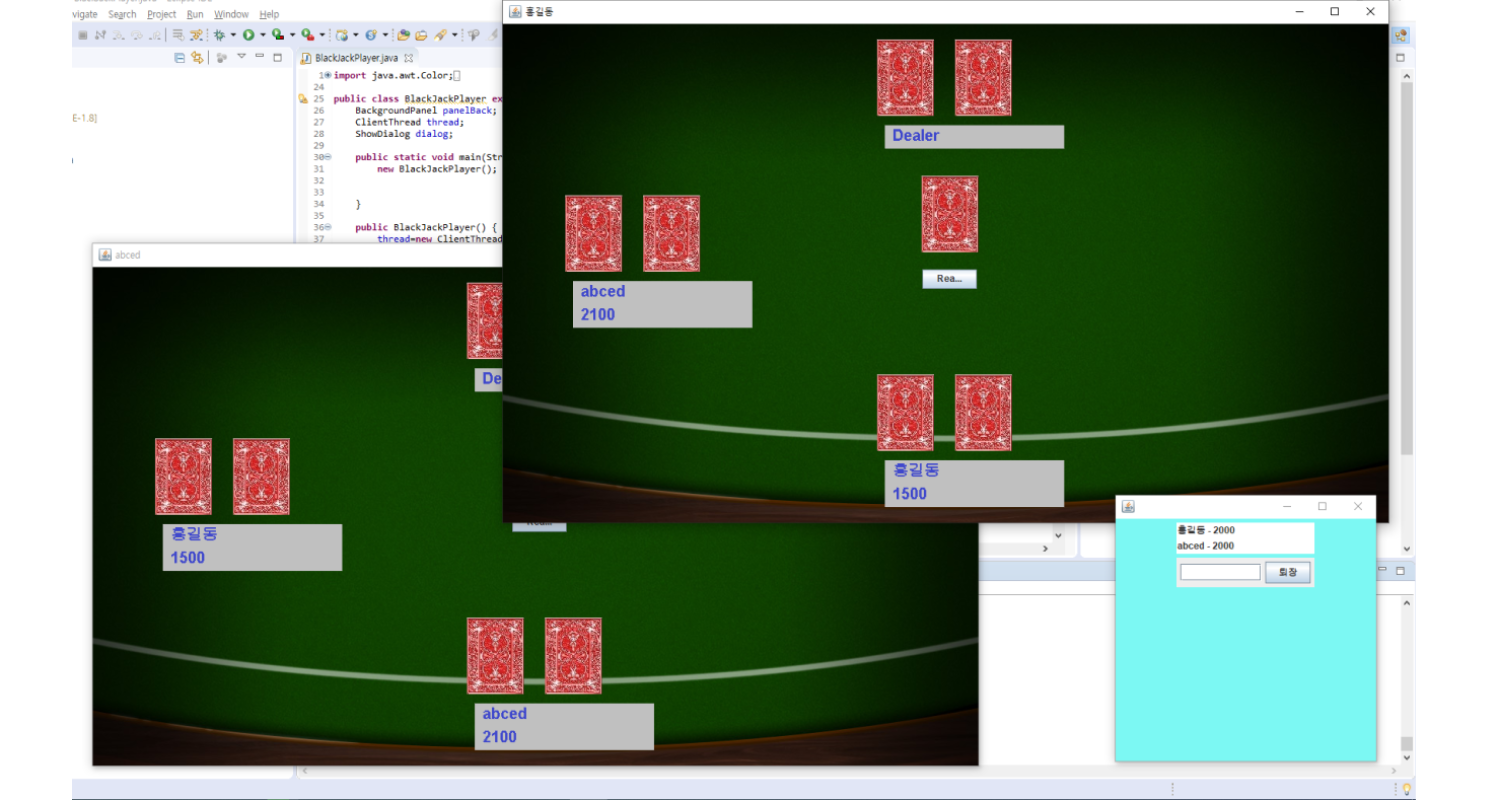 vigate Search Project Run Window Help
BlackJackPlayer.java
E-1.8]
1 import java.awt.Color;
24
25 public class BlackJackPlayer ex
26 BackgroundPanel panelBack;
27 ClientThread thread;
28 ShowDialog dialog;
29
30 public static void main(Str
31 new BlackJackPlayer();
32
33
34 }
35
36 public BlackJackPlayer() {
37 thread=new ClientThread
홍길동
Dealer
abced
2100
Rea...
홍길동
1500
abced
De
홍길동
1500
abced
2100
홍길동 - 2000
abced - 2000
퇴장